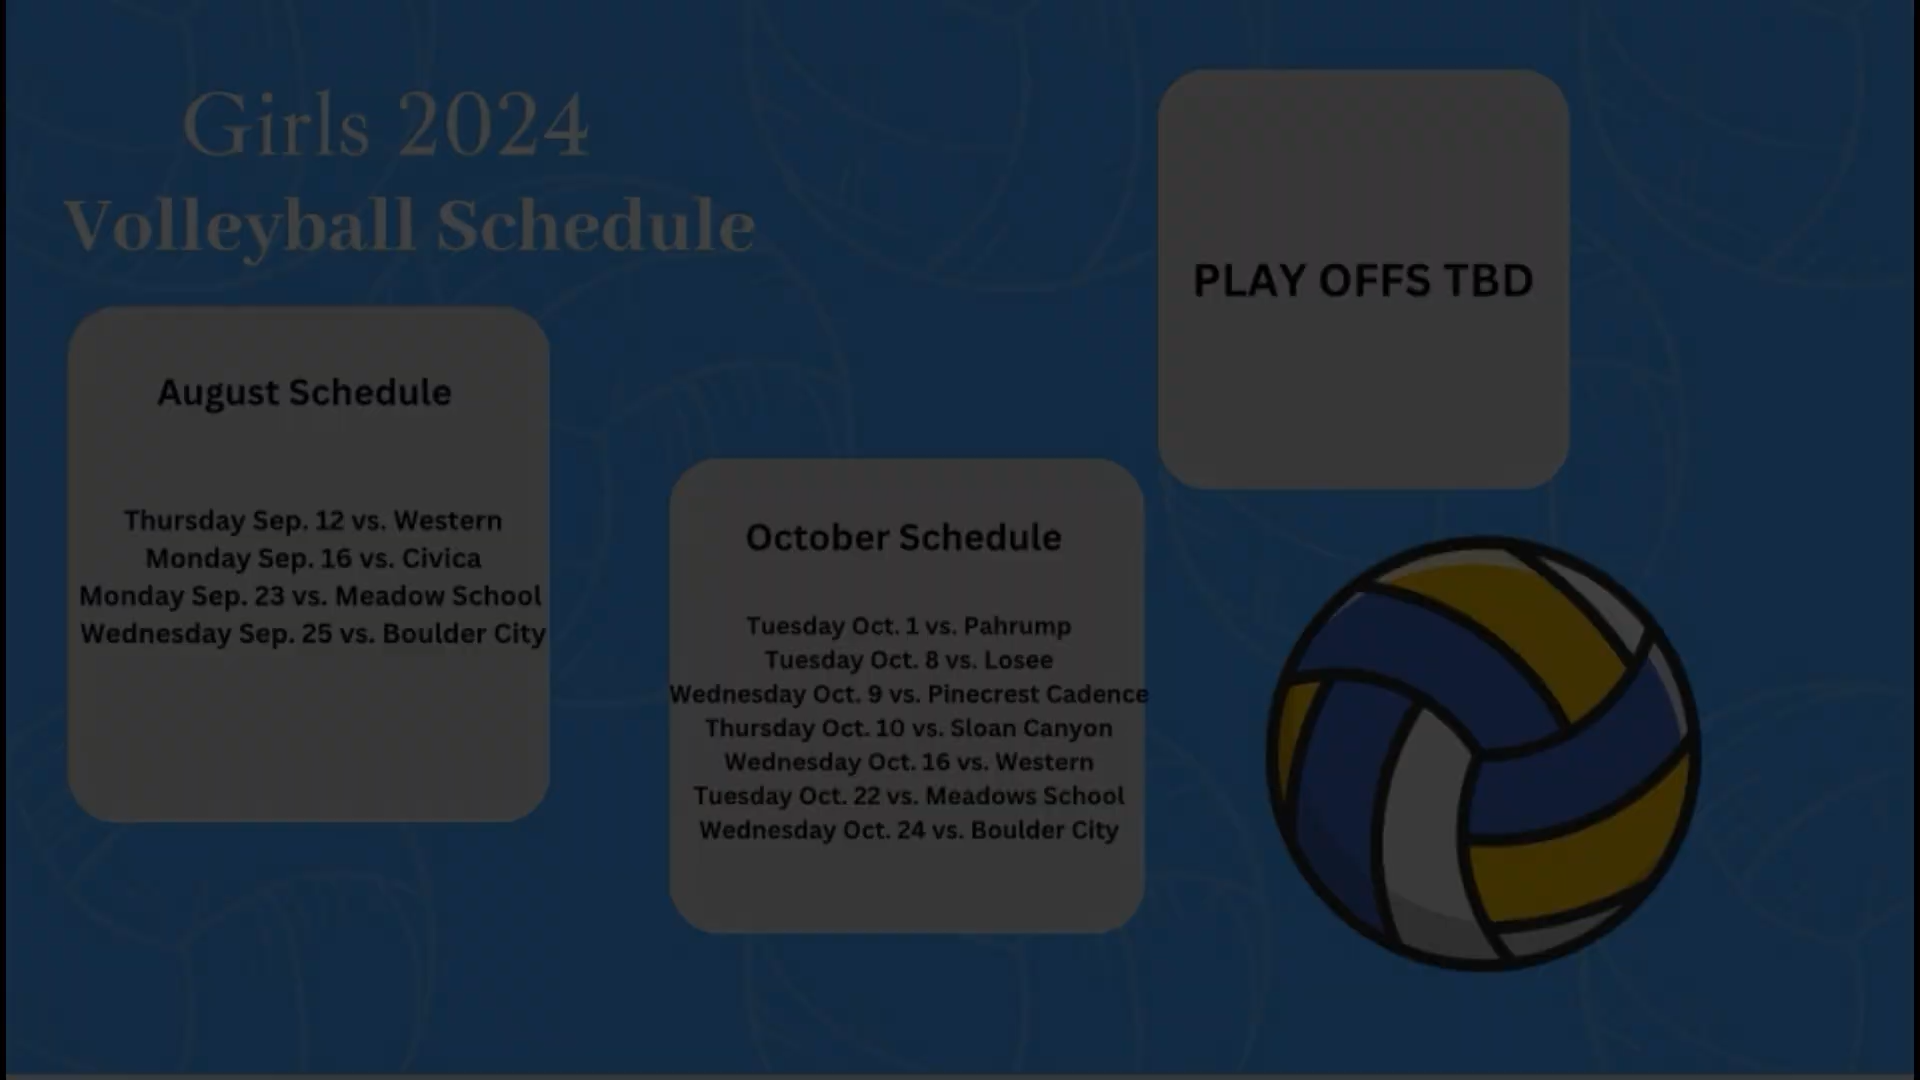 Girls 2024
Volleyball Schedule
August Schedule
Thursday Sep. 12 vs. Western
Monday Sep. 16 vs. Civica
Monday Sep. 23 vs. Meadow School
Wednesday Sep. 25 vs. Boulder City
October Schedule
Tuesday Oct. 1 vs. Pahrump
Tuesday Oct. 8 vs. Losee
Wednesday Oct. 9 vs. Pinecrest Cadence
Thursday Oct. 10 vs. Sloan Canyon
Wednesday Oct. 16 vs. Western
Tuesday Oct. 22 vs. Meadows School
Wednesday Oct. 24 vs. Boulder City
PLAY OFFS TBD